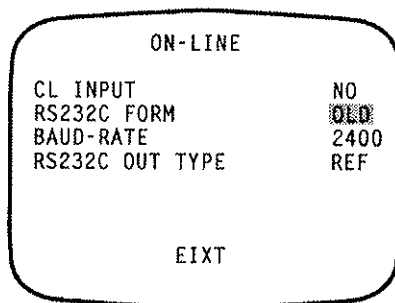 ON-LINE
CL INPUT NO
RS232C FORM OLD
BAUD-RATE 2400
RS232C OUT TYPE REF
EIXT